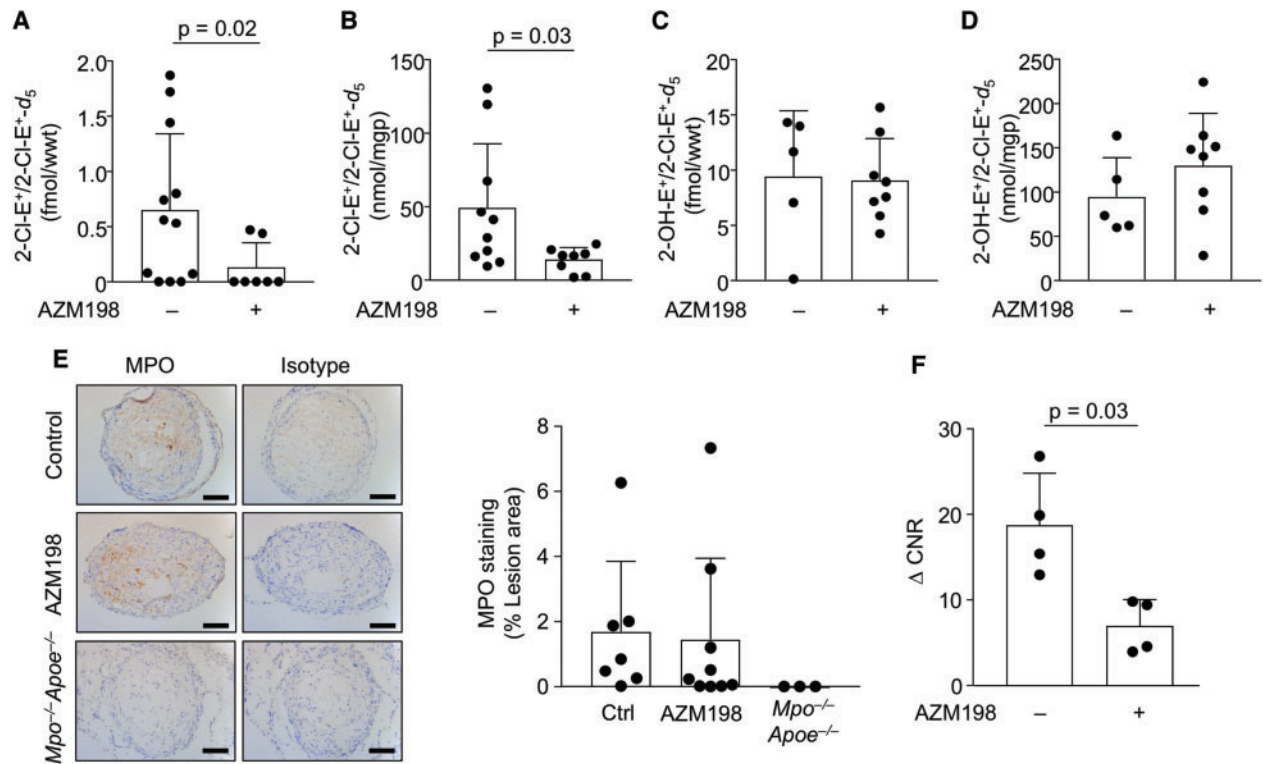 A
p = 0.02
2-Cl-E⁺/2-Cl-E⁺-d₅
(fmol/wwt)
2.0
1.5
1.0
0.5
0
AZM198 – +
B
p = 0.03
2-Cl-E⁺/2-Cl-E⁺-d₅
(nmol/mgp)
150
100
50
0
AZM198 – +
C
2-OH-E⁺/2-Cl-E⁺-d₅
(fmol/wwt)
20
15
10
5
0
AZM198 – +
D
2-OH-E⁺/2-Cl-E⁺-d₅
(nmol/mgp)
250
200
150
100
50
0
AZM198 – +
E
MPO Isotype
Control
AZM198
Mpo⁻/⁻Apoe⁻/⁻
MPO staining
(% Lesion area)
8
6
4
2
0
Ctrl AZM198 Mpo⁻/⁻
Apoe⁻/⁻
F
p = 0.03
Δ CNR
30
20
10
0
AZM198 – +